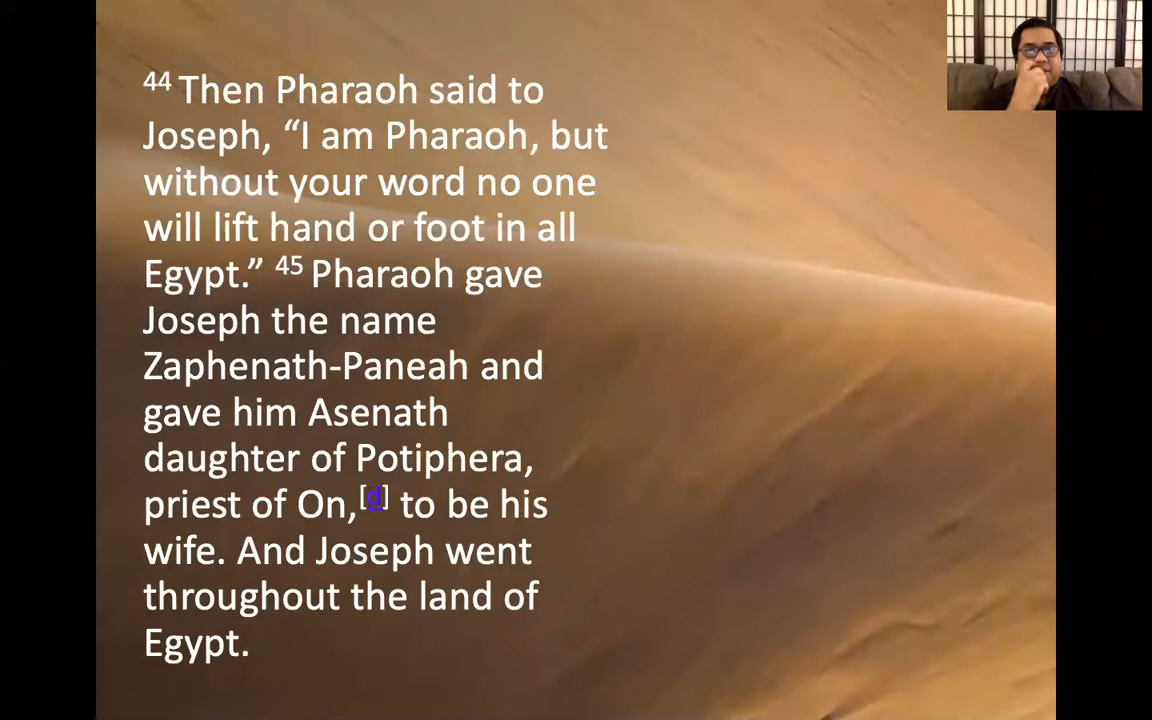 44 Then Pharaoh said to
Joseph, “I am Pharaoh, but
without your word no one
will lift hand or foot in all
Egypt.” 45 Pharaoh gave
Joseph the name
Zaphenath-Paneah and
gave him Asenath
daughter of Potiphera,
priest of On,[d] to be his
wife. And Joseph went
throughout the land of
Egypt.